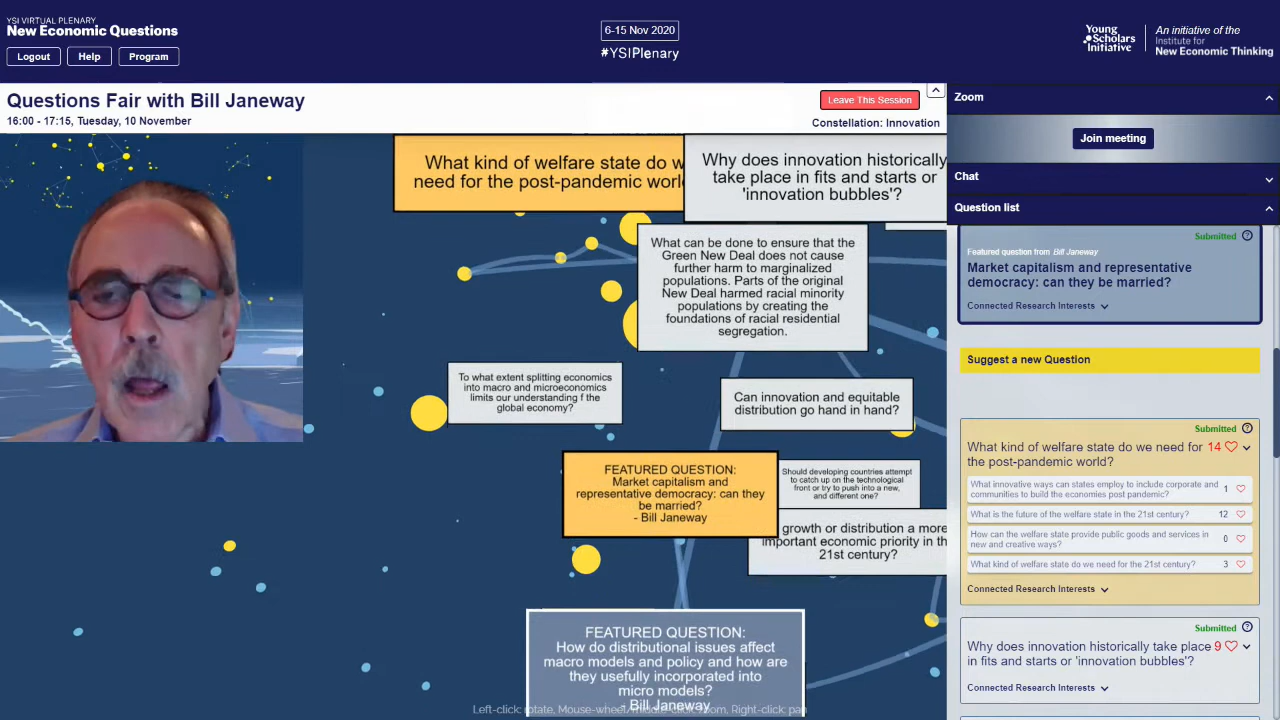 YSI VIRTUAL PLENARY
New Economic Questions
Logout
Help
Program
6-15 Nov 2020
#YSIPlenary
Young
Scholars
Initiative
An initiative of the
Institute for
New Economic Thinking
Questions Fair with Bill Janeway
16:00 - 17:15, Tuesday, 10 November
Leave This Session
Constellation: Innovation
What kind of welfare state do w
need for the post-pandemic worl
Why does innovation historically
take place in fits and starts or
'innovation bubbles'?
What can be done to ensure that the
Green New Deal does not cause
further harm to marginalized
populations. Parts of the original
New Deal harmed racial minority
populations by creating the
foundations of racial residential
segregation.
To what extent splitting economics
into macro and microeconomics
limits our understanding f the
global economy?
Can innovation and equitable
distribution go hand in hand?
FEATURED QUESTION:
Market capitalism and
representative democracy: can they
be married?
- Bill Janeway
Should developing countries attempt
to catch up on the technological
front or try to push into a new,
and different one?
growth or distribution a more
important economic priority in th
21st century?
FEATURED QUESTION:
How do distributional issues affect
macro models and policy and how are
they usefully incorporated into
micro models?
- Bill Janeway
Left-click: rotate, Mouse-wheel/middle-click: zoom, Right-click: pan
Zoom
Join meeting
Chat
Question list
Submitted
Featured question from Bill Janeway
Market capitalism and representative
democracy: can they be married?
Connected Research Interests
Suggest a new Question
Submitted
What kind of welfare state do we need for 14
the post-pandemic world?
What innovative ways can states employ to include corporate and
communities to build the economies post pandemic? 1
What is the future of the welfare state in the 21st century? 12
How can the welfare state provide public goods and services in
new and creative ways? 0
What kind of welfare state do we need for the 21st century? 3
Connected Research Interests
Submitted
Why does innovation historically take place 9
in fits and starts or 'innovation bubbles'?
Connected Research Interests